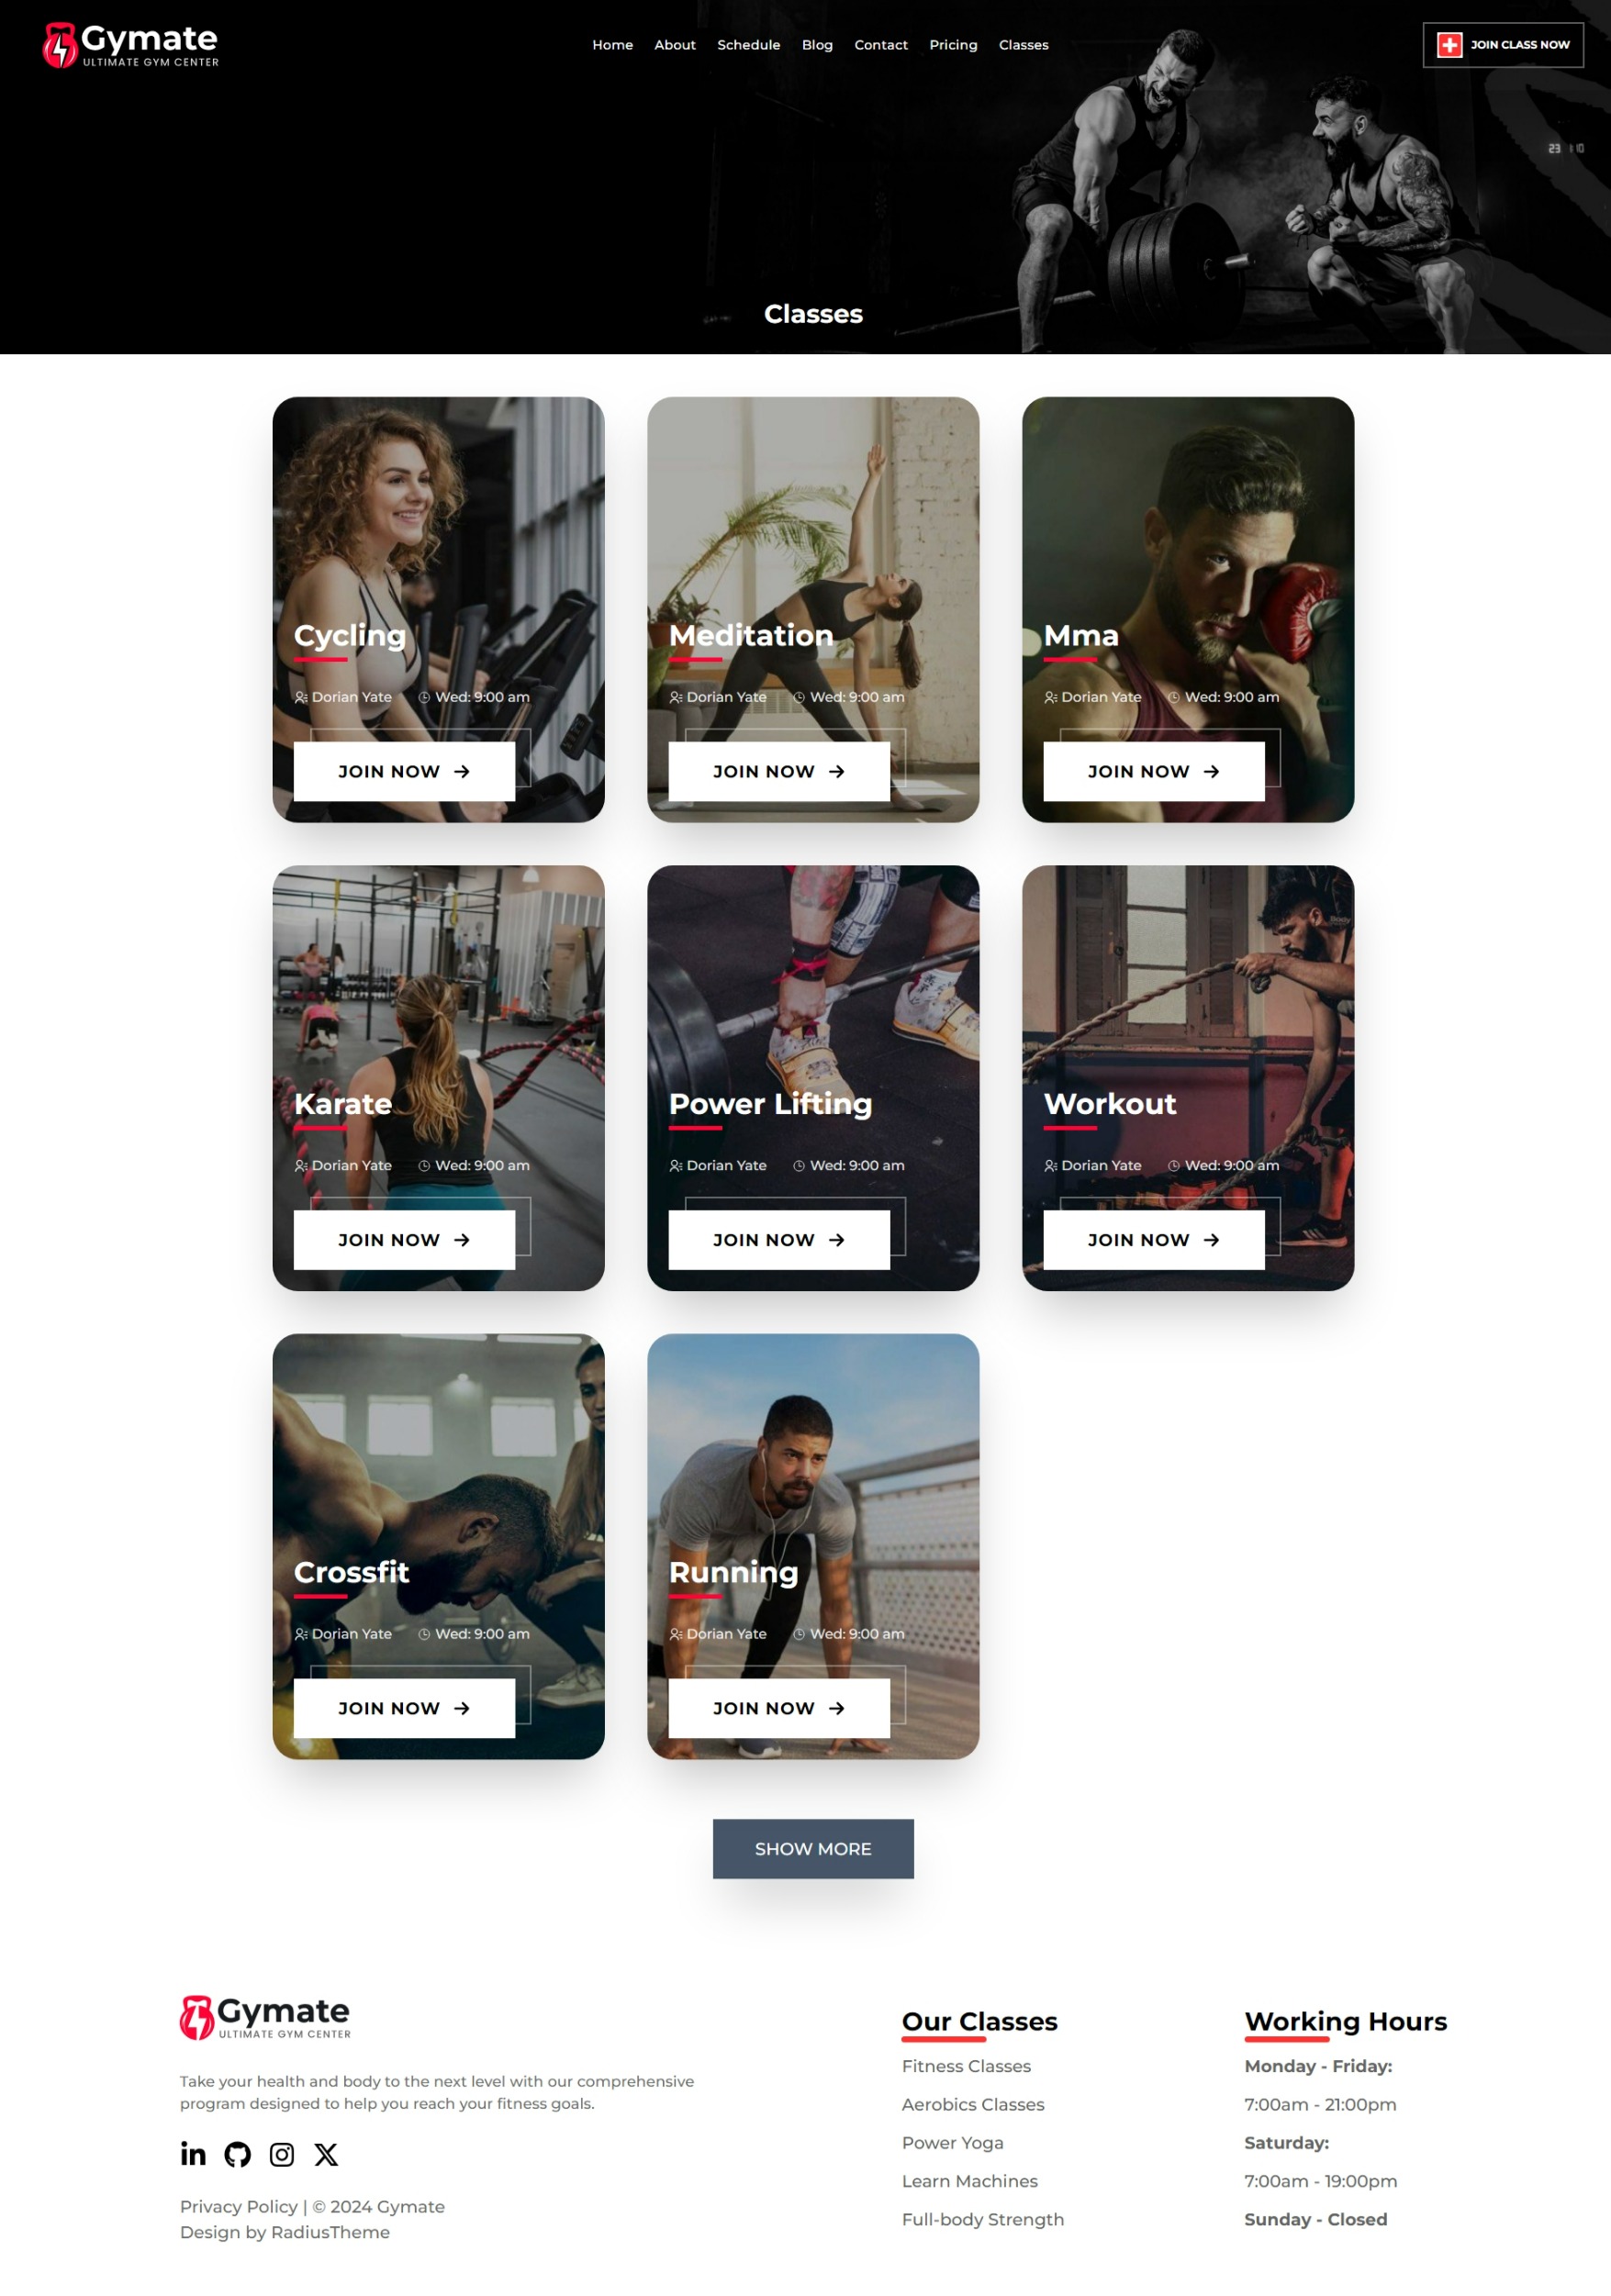 Gymate
ULTIMATE GYM CENTER
Home About Schedule Blog Contact Pricing Classes
JOIN CLASS NOW
Classes
Cycling
Dorian Yate Wed: 9:00 am
JOIN NOW
Meditation
Dorian Yate Wed: 9:00 am
JOIN NOW
Mma
Dorian Yate Wed: 9:00 am
JOIN NOW
Karate
Dorian Yate Wed: 9:00 am
JOIN NOW
Power Lifting
Dorian Yate Wed: 9:00 am
JOIN NOW
Workout
Dorian Yate Wed: 9:00 am
JOIN NOW
Crossfit
Dorian Yate Wed: 9:00 am
JOIN NOW
Running
Dorian Yate Wed: 9:00 am
JOIN NOW
SHOW MORE
Gymate
ULTIMATE GYM CENTER
Take your health and body to the next level with our comprehensive
program designed to help you reach your fitness goals.
Privacy Policy | © 2024 Gymate
Design by RadiusTheme
Our Classes
Fitness Classes
Aerobics Classes
Power Yoga
Learn Machines
Full-body Strength
Working Hours
Monday - Friday:
7:00am - 21:00pm
Saturday:
7:00am - 19:00pm
Sunday - Closed